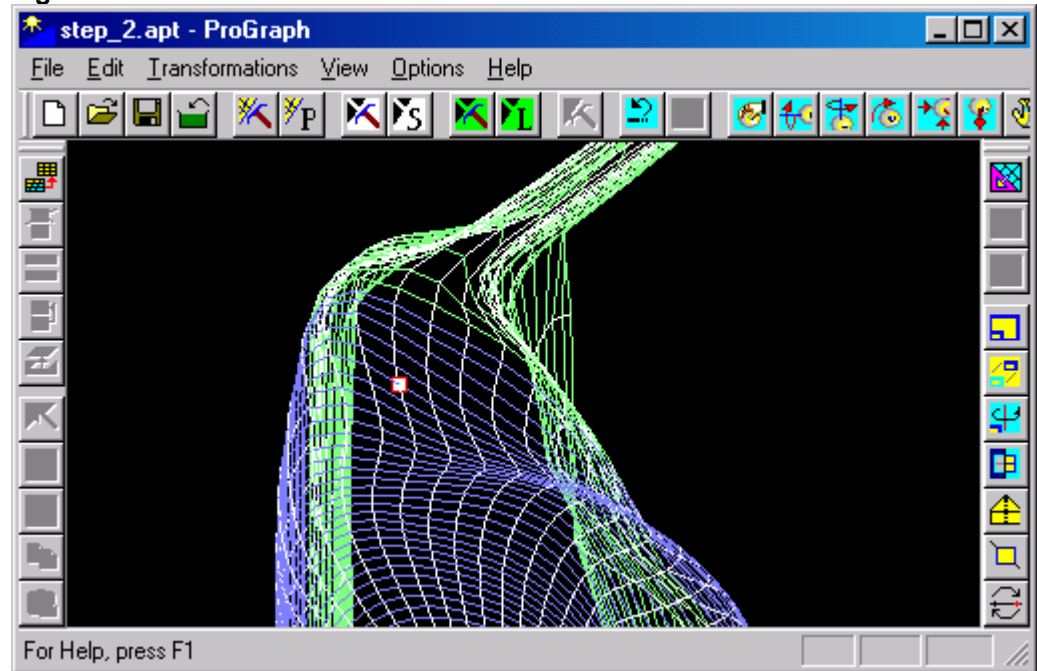 step_2.apt - ProGraph
File Edit Transformations View Options Help
P S L
For Help, press F1